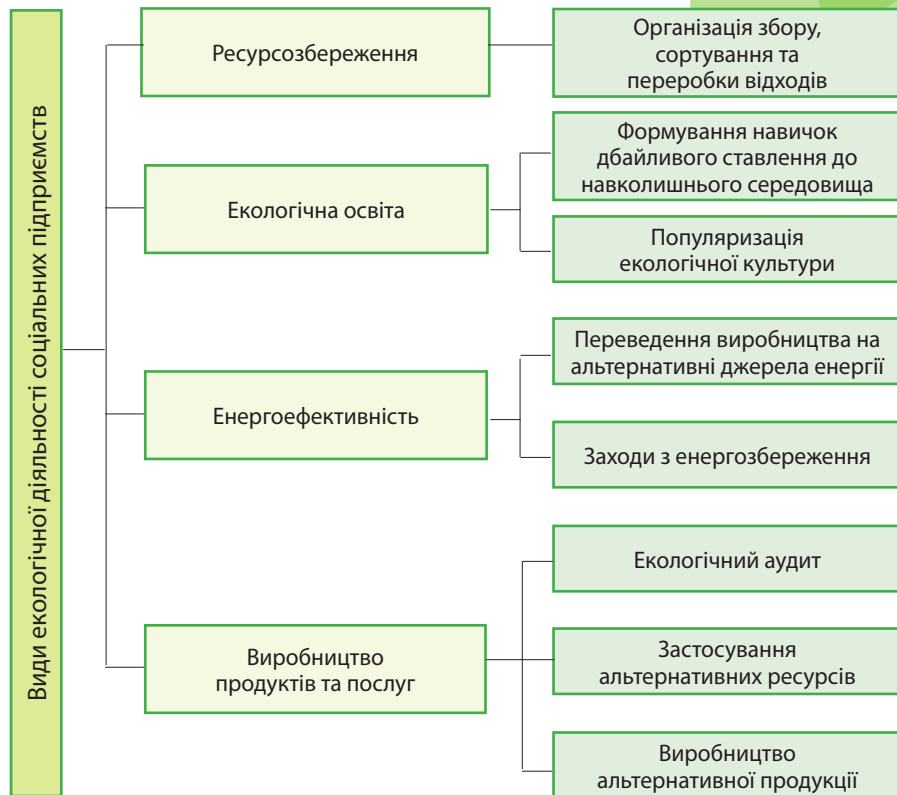 Види екологічної діяльності соціальних підприємств
Ресурсозбереження
Організація збору,
сортування та
переробки відходів
Екологічна освіта
Формування навичок
дбайливого ставлення до
навколишнього середовища
Популяризація
екологічної культури
Енергоефективність
Переведення виробництва на
альтернативні джерела енергії
Заходи з енергозбереження
Виробництво
продуктів та послуг
Екологічний аудит
Застосування
альтернативних ресурсів
Виробництво
альтернативної продукції